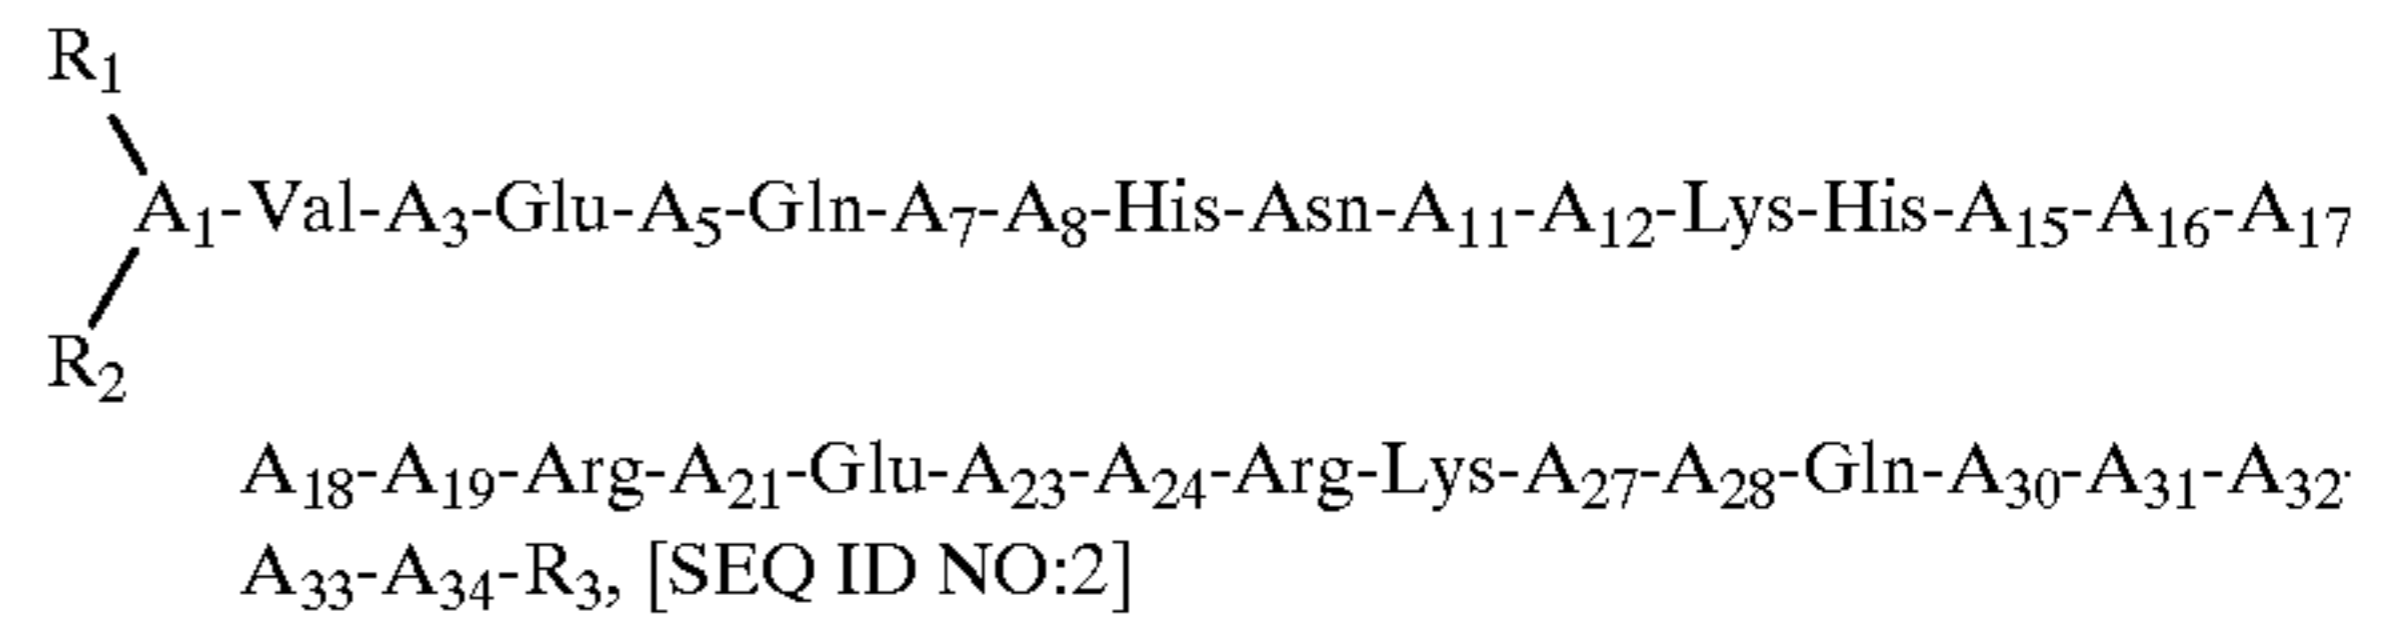 R₁
A₁-Val-A₃-Glu-A₅-Gln-A₇-A₈-His-Asn-A₁₁-A₁₂-Lys-His-A₁₅-A₁₆-A₁₇
R₂
A₁₈-A₁₉-Arg-A₂₁-Glu-A₂₃-A₂₄-Arg-Lys-A₂₇-A₂₈-Gln-A₃₀-A₃₁-A₃₂-
A₃₃-A₃₄-R₃, [SEQ ID NO:2]